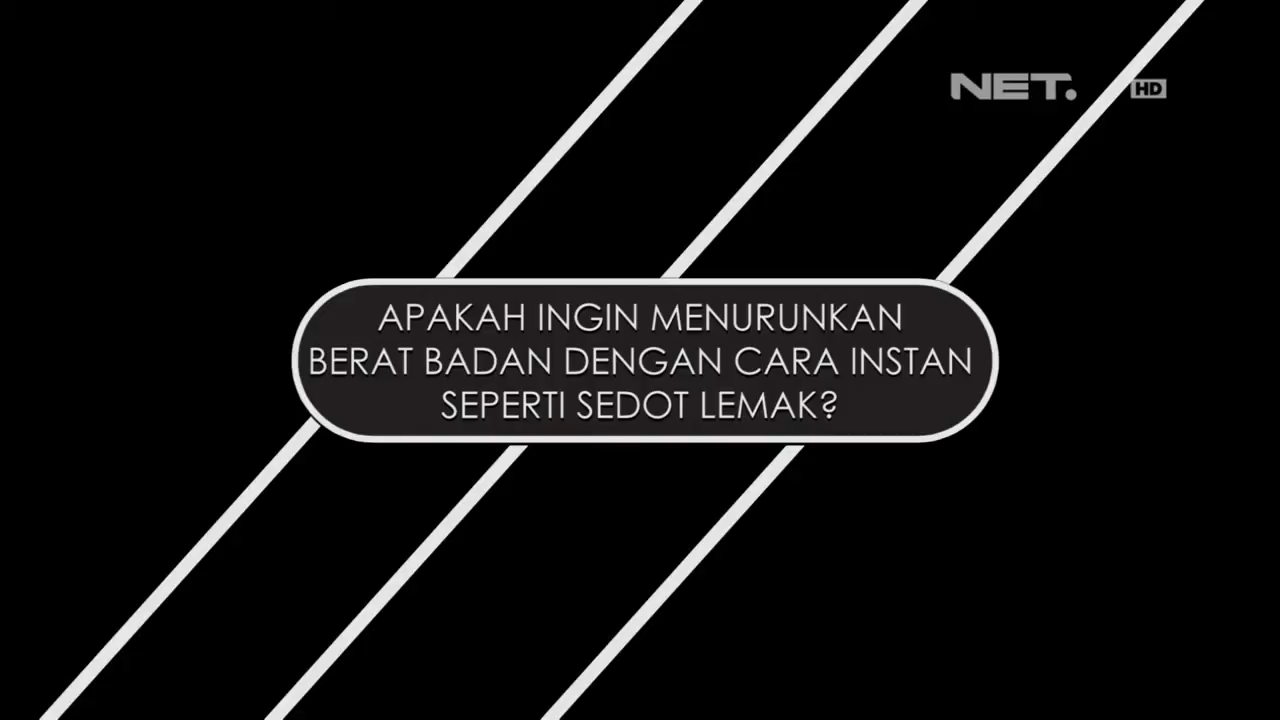 NET. HD
APAKAH INGIN MENURUNKAN
BERAT BADAN DENGAN CARA INSTAN
SEPERTI SEDOT LEMAK?